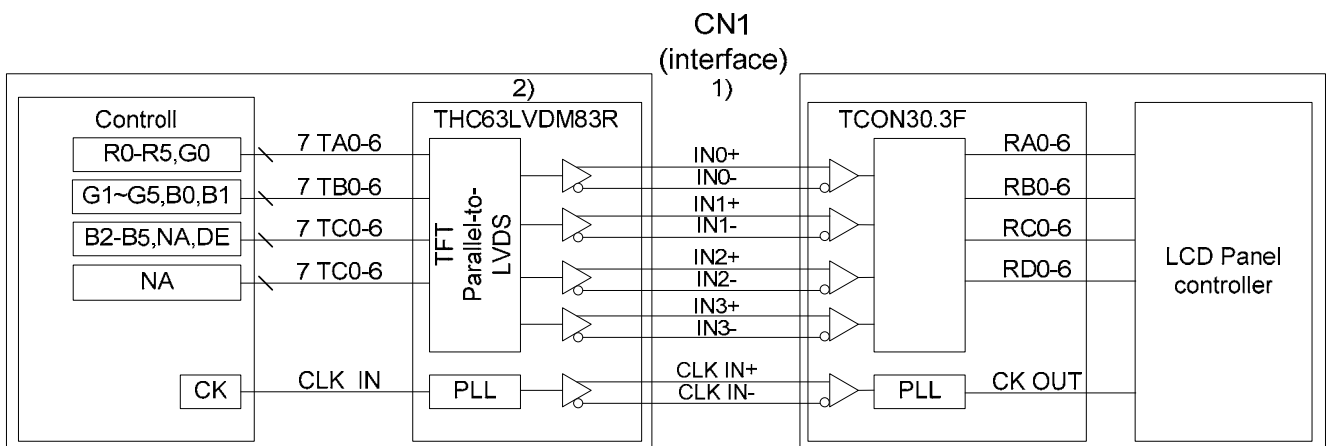 CN1
(interface)
1)
2)
Controll
R0-R5,G0
G1~G5,B0,B1
B2-B5,NA,DE
NA
CK
7 TA0-6
7 TB0-6
7 TC0-6
7 TC0-6
CLK IN
THC63LVDM83R
TFT
Parallel-to-
LVDS
PLL
IN0+
IN0-
IN1+
IN1-
IN2+
IN2-
IN3+
IN3-
CLK IN+
CLK IN-
TCON30.3F
PLL
RA0-6
RB0-6
RC0-6
RD0-6
CK OUT
LCD Panel
controller